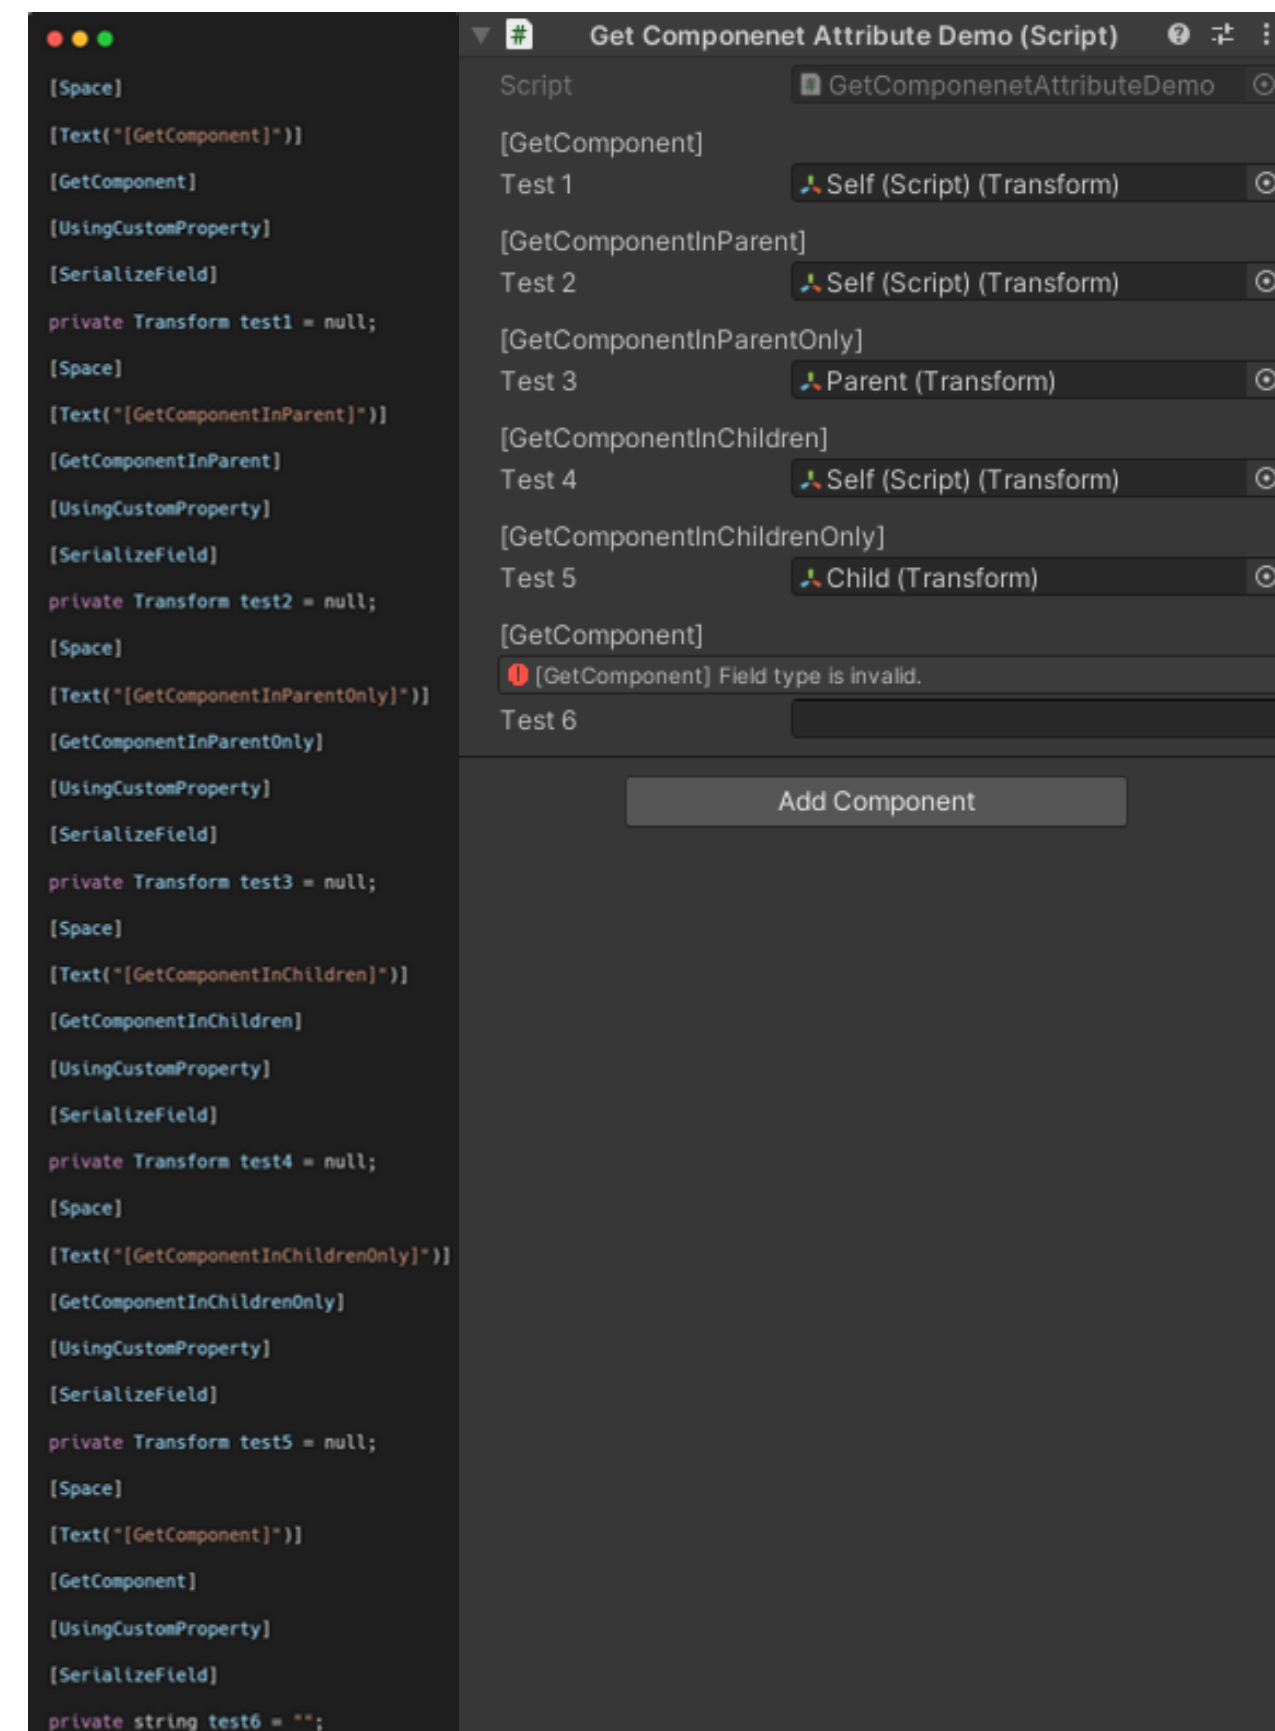 [Space]
[Text("[GetComponent]")]
[GetComponent]
[UsingCustomProperty]
[SerializeField]
private Transform test1 = null;
[Space]
[Text("[GetComponentInParent]")]
[GetComponentInParent]
[UsingCustomProperty]
[SerializeField]
private Transform test2 = null;
[Space]
[Text("[GetComponentInParentOnly]")]
[GetComponentInParentOnly]
[UsingCustomProperty]
[SerializeField]
private Transform test3 = null;
[Space]
[Text("[GetComponentInChildren]")]
[GetComponentInChildren]
[UsingCustomProperty]
[SerializeField]
private Transform test4 = null;
[Space]
[Text("[GetComponentInChildrenOnly]")]
[GetComponentInChildrenOnly]
[UsingCustomProperty]
[SerializeField]
private Transform test5 = null;
[Space]
[Text("[GetComponent]")]
[GetComponent]
[UsingCustomProperty]
[SerializeField]
private string test6 = "";
Get Componenet Attribute Demo (Script)
Script GetComponenetAttributeDemo
[GetComponent]
Test 1 Self (Script) (Transform)
[GetComponentInParent]
Test 2 Self (Script) (Transform)
[GetComponentInParentOnly]
Test 3 Parent (Transform)
[GetComponentInChildren]
Test 4 Self (Script) (Transform)
[GetComponentInChildrenOnly]
Test 5 Child (Transform)
[GetComponent]
[GetComponent] Field type is invalid.
Test 6
Add Component